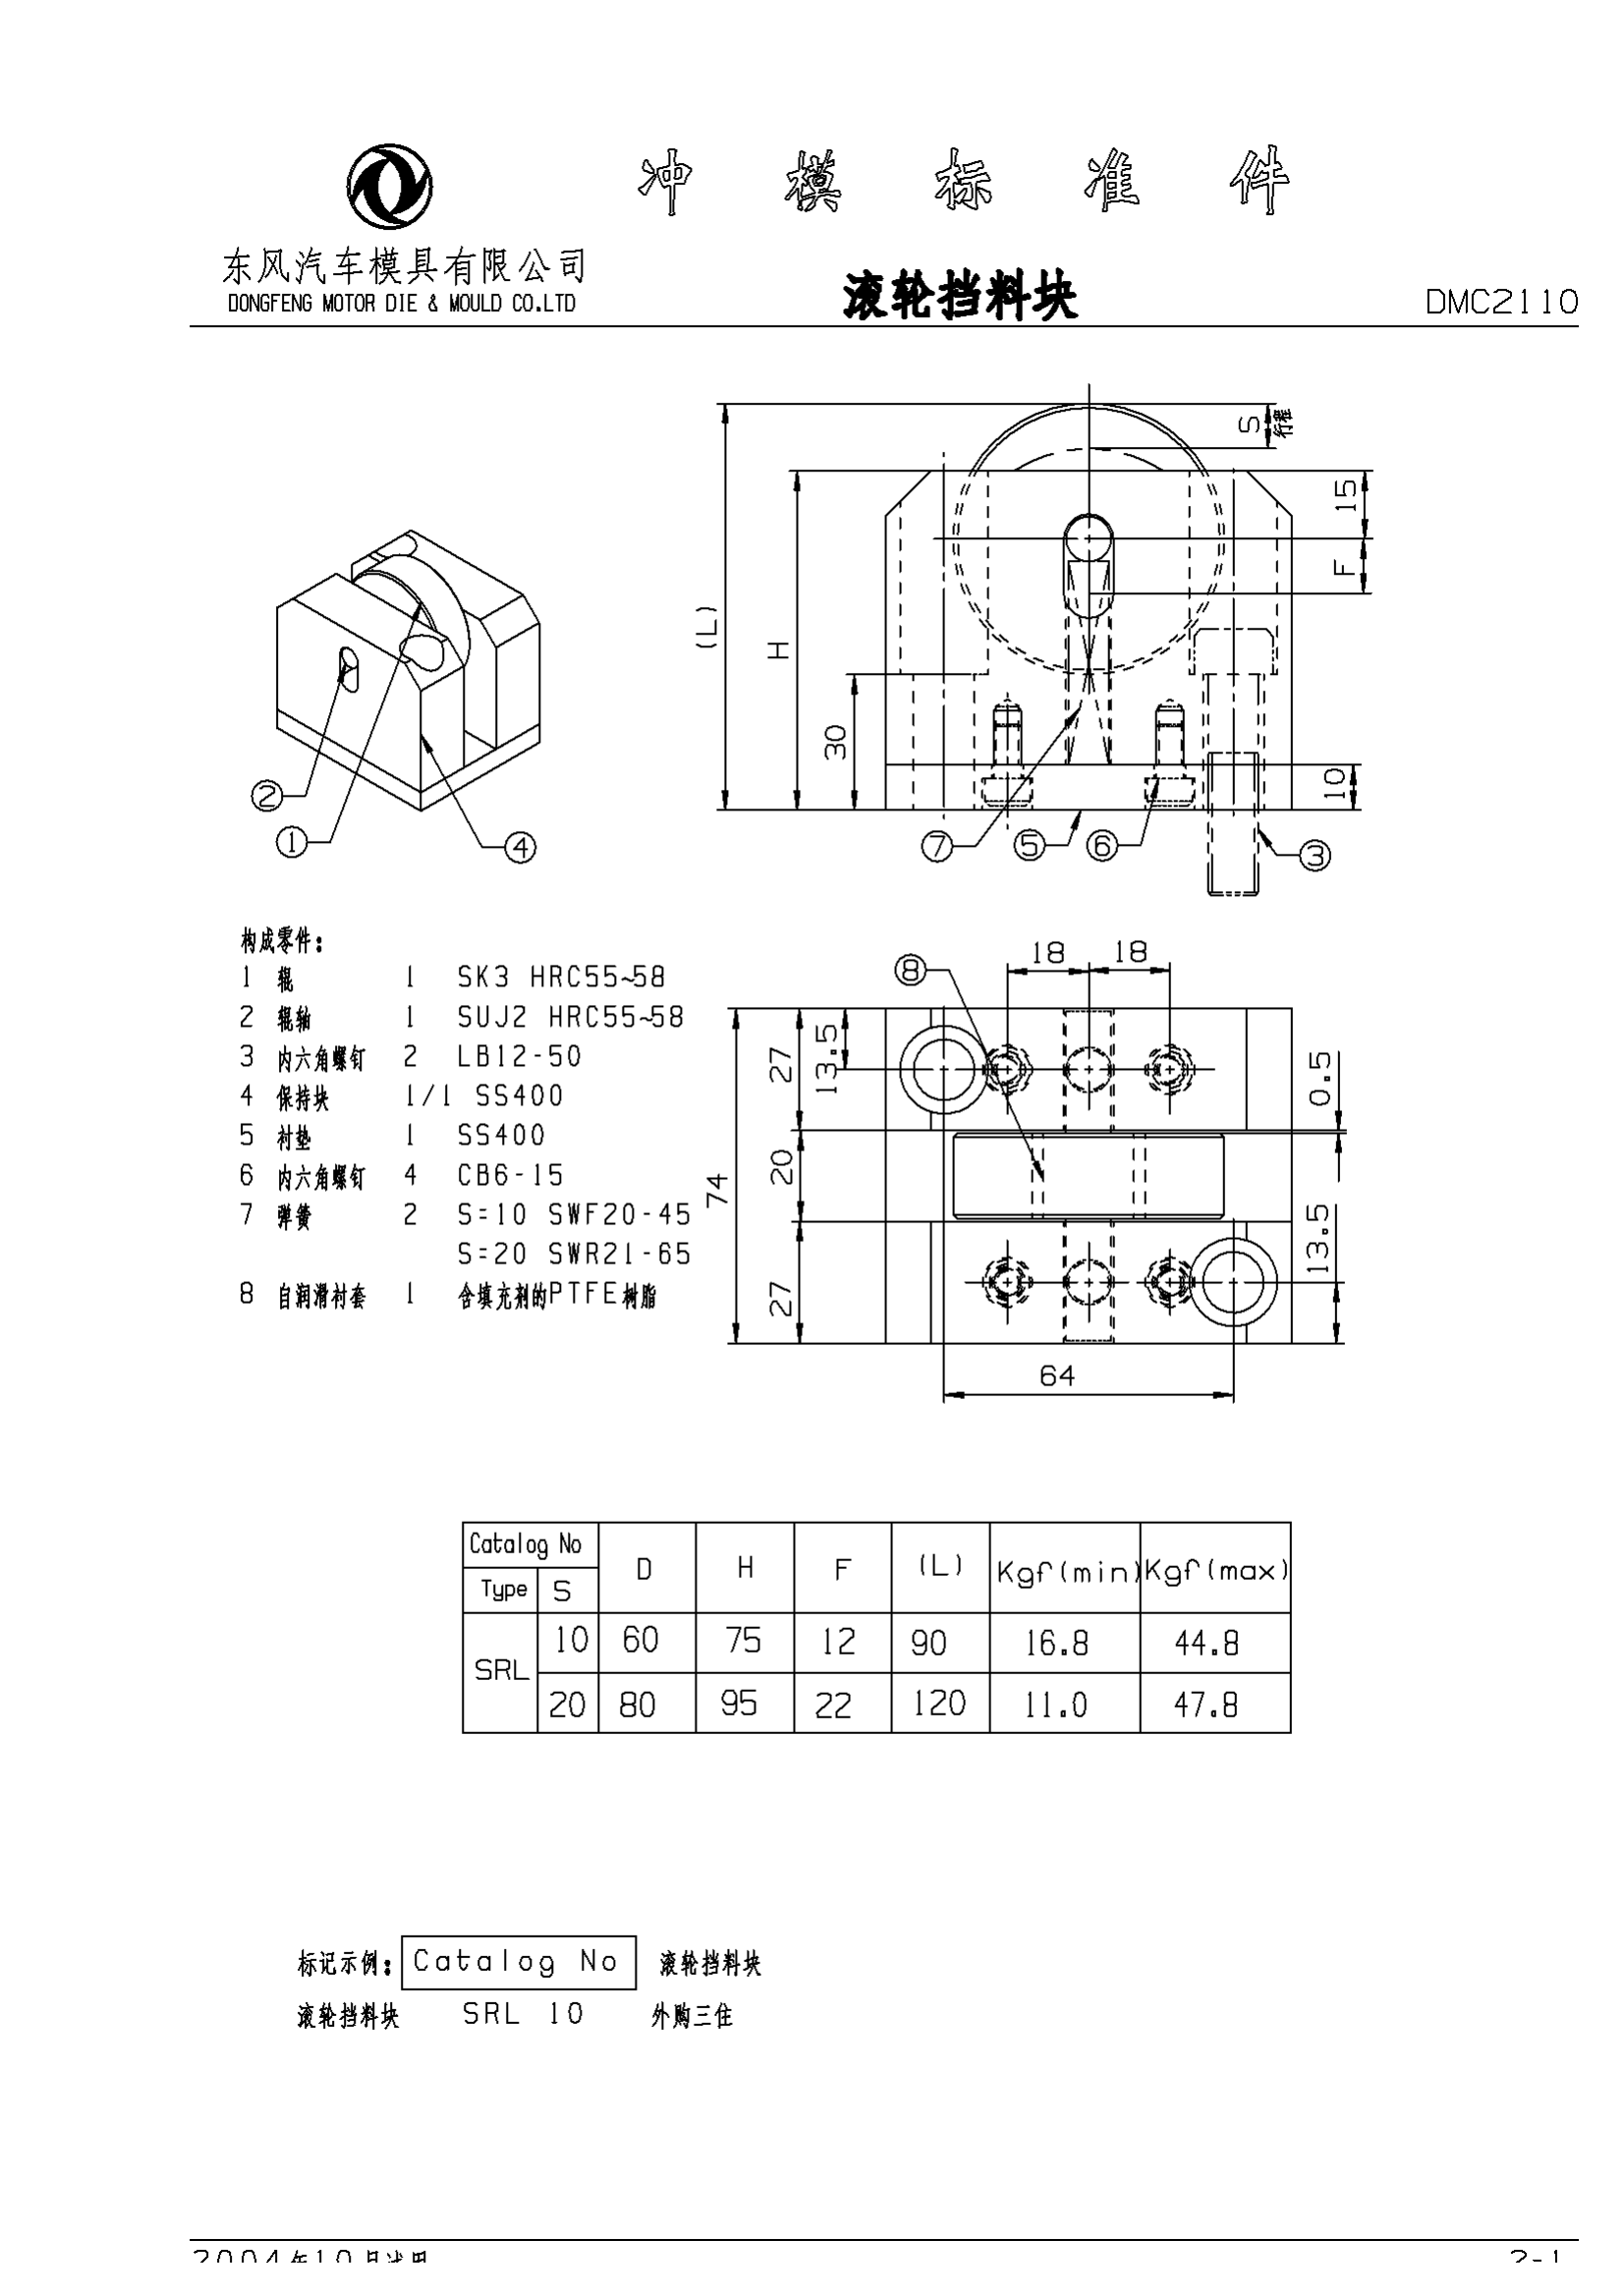 冲模标准件
东风汽车模具有限公司
DONGFENG MOTOR DIE & MOULD CO.LTD
滚轮挡料块
DMC2110
S
行程
15
F
(L)
H
30
10
2
1
4
7
5
6
3
构成零件:
1 辊 1 SK3 HRC55~58
2 辊轴 1 SUJ2 HRC55~58
3 内六角螺钉 2 LB12-50
4 保持块 1/1 SS400
5 衬垫 1 SS400
6 内六角螺钉 4 CB6-15
7 弹簧 2 S=10 SWF20-45
S=20 SWR21-65
8 自润滑衬套 1 含填充剂的PTFE树脂
8
18
18
27
13.5
0.5
74
20
13.5
27
64
Catalog No D H F (L) Kgf(min) Kgf(max)
Type S
SRL
10 60 75 12 90 16.8 44.8
20 80 95 22 120 11.0 47.8
标记示例: Catalog No 滚轮挡料块
滚轮挡料块 SRL 10 外购三住
2004年10月
2-1